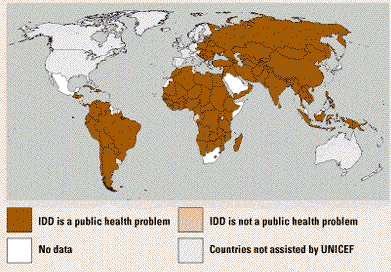 IDD is a public health problem
IDD is not a public health problem
No data
Countries not assisted by UNICEF